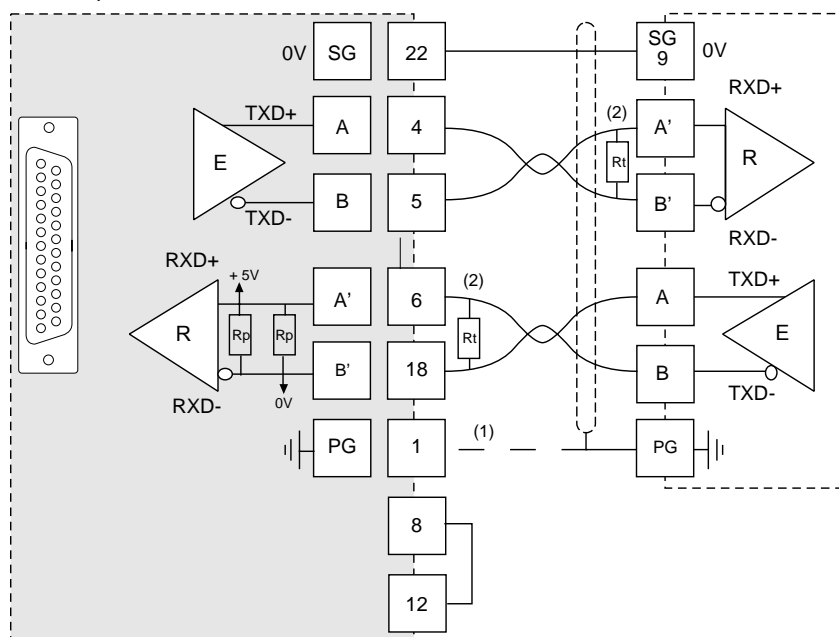 0V SG 22 SG 9 0V
RXD+
TXD+ A 4 (2) A'
E Rt R
TXD- B 5 B'
RXD-
RXD+ + 5V A' 6 (2) A TXD+
R Rp Rp Rt E
RXD- 0V B' 18 B TXD-
PG 1 (1) PG
8
12